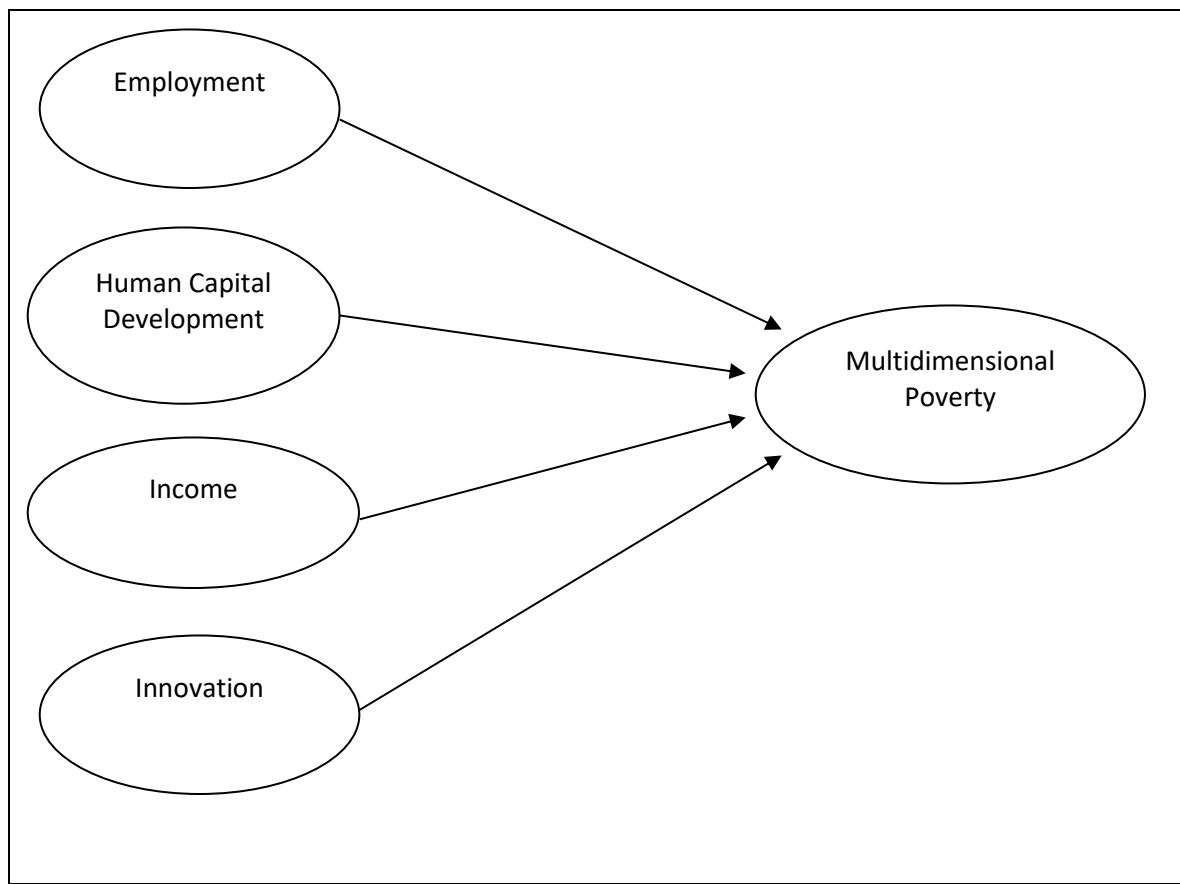 Employment
Human Capital
Development
Multidimensional
Poverty
Income
Innovation